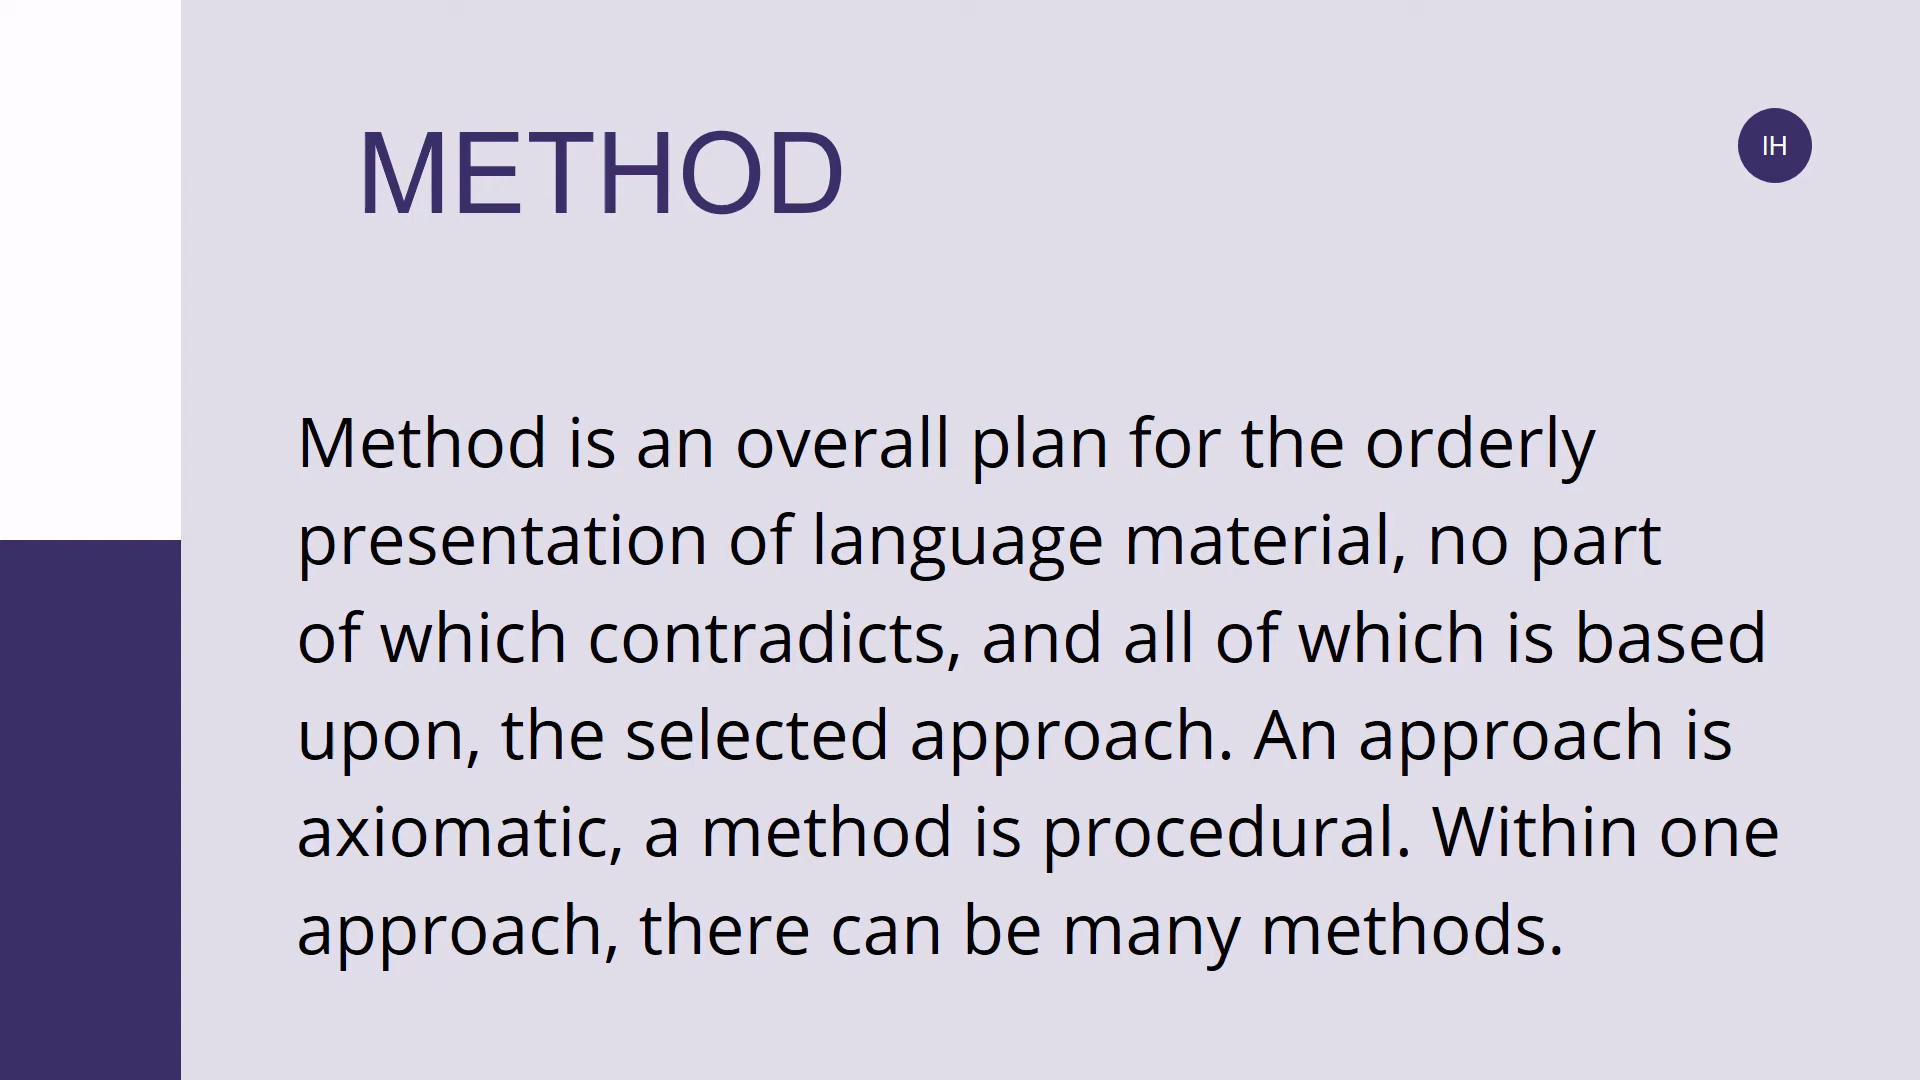 METHOD
IH
Method is an overall plan for the orderly
presentation of language material, no part
of which contradicts, and all of which is based
upon, the selected approach. An approach is
axiomatic, a method is procedural. Within one
approach, there can be many methods.